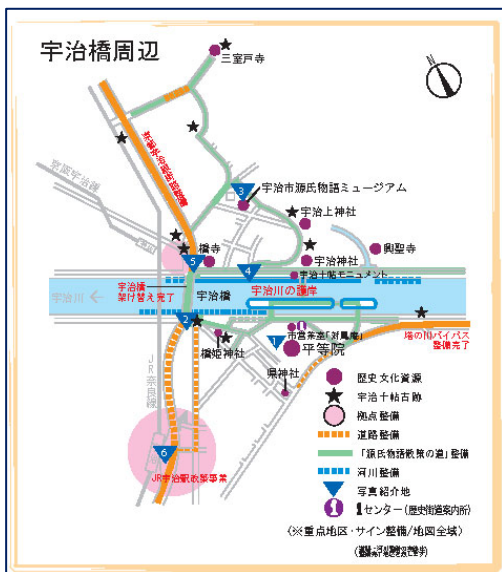 宇治橋周辺
三室戸寺
京阪宇治線
宇治市源氏物語ミュージアム
宇治上神社
興聖寺
橋寺
宇治神社
宇治十帖モニュメント
宇治橋
架け替え完了
宇治川の護岸
宇治川 ←
宇治橋
市営茶室「対鳳庵」
塔の川バイパス
整備完了
橋姫神社
平等院
県神社
JR奈良線
JR宇治駅改築事業
1
2
3
4
5
6
歴史文化資源
宇治十帖古跡
拠点整備
道路整備
「源氏物語散策の道」整備
河川整備
写真紹介地
iセンター(歴史街道案内所)
(※重点地区・サイン整備/地図全域)